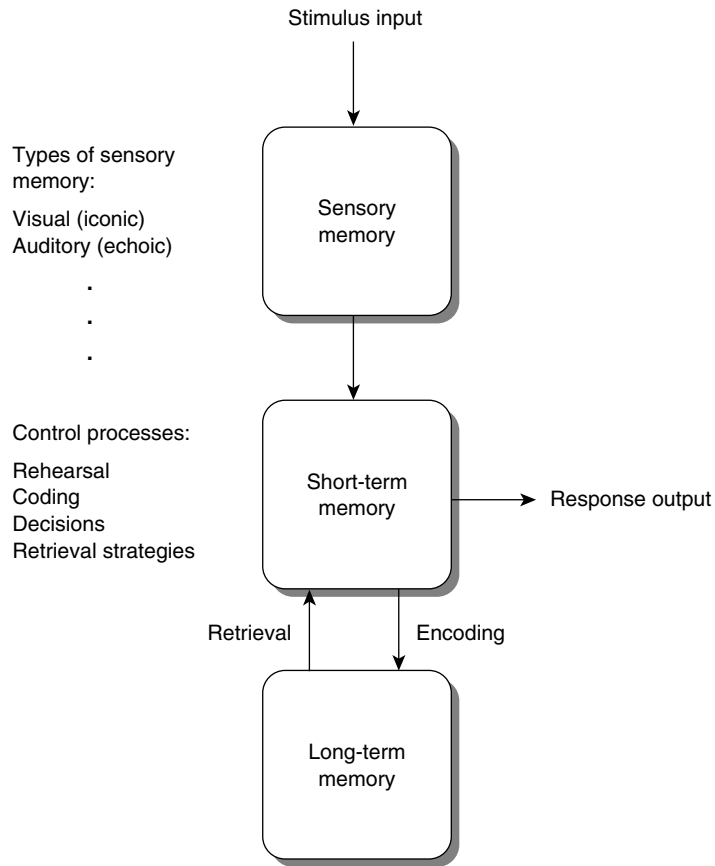 Stimulus input
Types of sensory
memory:
Visual (iconic)
Auditory (echoic)
.
.
.
Sensory
memory
Control processes:
Rehearsal
Coding
Decisions
Retrieval strategies
Short-term
memory
Response output
Retrieval
Encoding
Long-term
memory